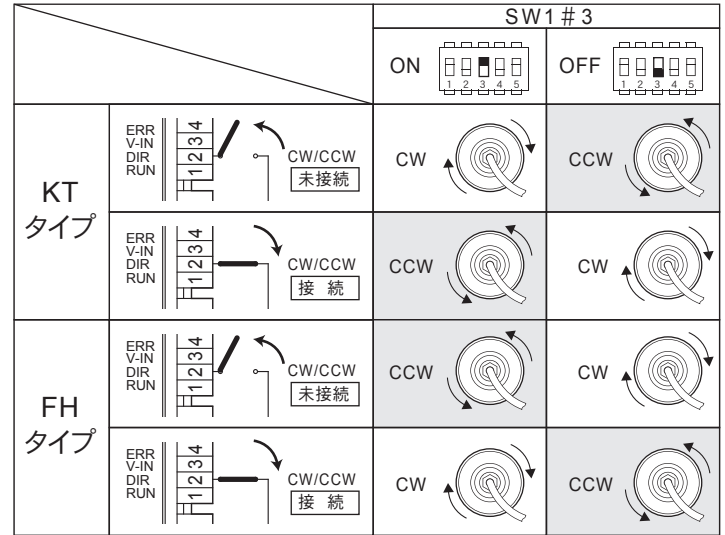 SW1#3
ON
1 2 3 4 5
OFF
1 2 3 4 5
KT
タイプ
ERR
V-IN
DIR
RUN
1 2 3 4
CW/CCW
未接続
CW
CCW
ERR
V-IN
DIR
RUN
1 2 3 4
CW/CCW
接 続
CCW
CW
FH
タイプ
ERR
V-IN
DIR
RUN
1 2 3 4
CW/CCW
未接続
CCW
CW
ERR
V-IN
DIR
RUN
1 2 3 4
CW/CCW
接 続
CW
CCW